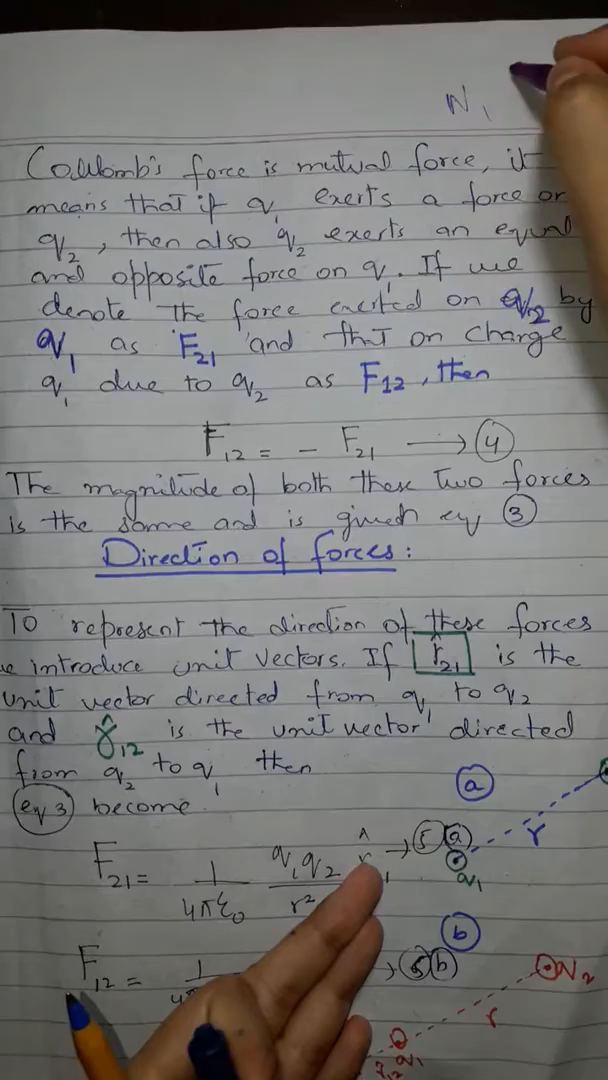 N₁
Coulomb's force is mutual force, it
means that if q₁ exerts a force on
q₂, then also q₂ exerts an equal
and opposite force on q₁. If we
denote the force exerted on q₂ by
q₁ as F₂₁ and that on charge
q₁ due to q₂ as F₁₂, then
F₁₂ = - F₂₁ → ④
The magnitude of both these two forces
is the same and is given eq ③
Direction of forces:
To represent the direction of these forces
we introduce unit vectors. If r̂₂₁ is the
unit vector directed from q₁ to q₂
and r̂₁₂ is the unit vector directed
from q₂ to q₁ then
eq 3 become
ⓐ
F₂₁ = 1/4πε₀ q₁q₂/r² r̂ → ⑤ⓐ
r
q₁
ⓑ
F₁₂ = 1 → ⑤ⓑ
q₂
r
q₁